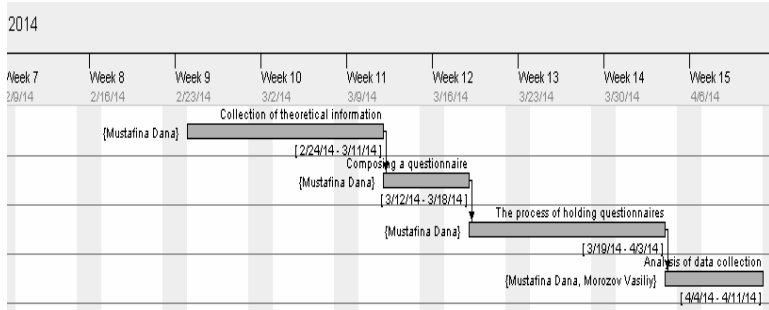 2014
Week 7 Week 8 Week 9 Week 10 Week 11 Week 12 Week 13 Week 14 Week 15
2/9/14 2/16/14 2/23/14 3/2/14 3/9/14 3/16/14 3/23/14 3/30/14 4/6/14
Collection of theoretical information
{Mustafina Dana}
[ 2/24/14 - 3/11/14 ]
Composing a questionnaire
{Mustafina Dana}
[ 3/12/14 - 3/18/14 ]
The process of holding questionnaires
{Mustafina Dana}
[ 3/19/14 - 4/3/14 ]
Analysis of data collection
{Mustafina Dana, Morozov Vasiliy}
[ 4/4/14 - 4/11/14 ]